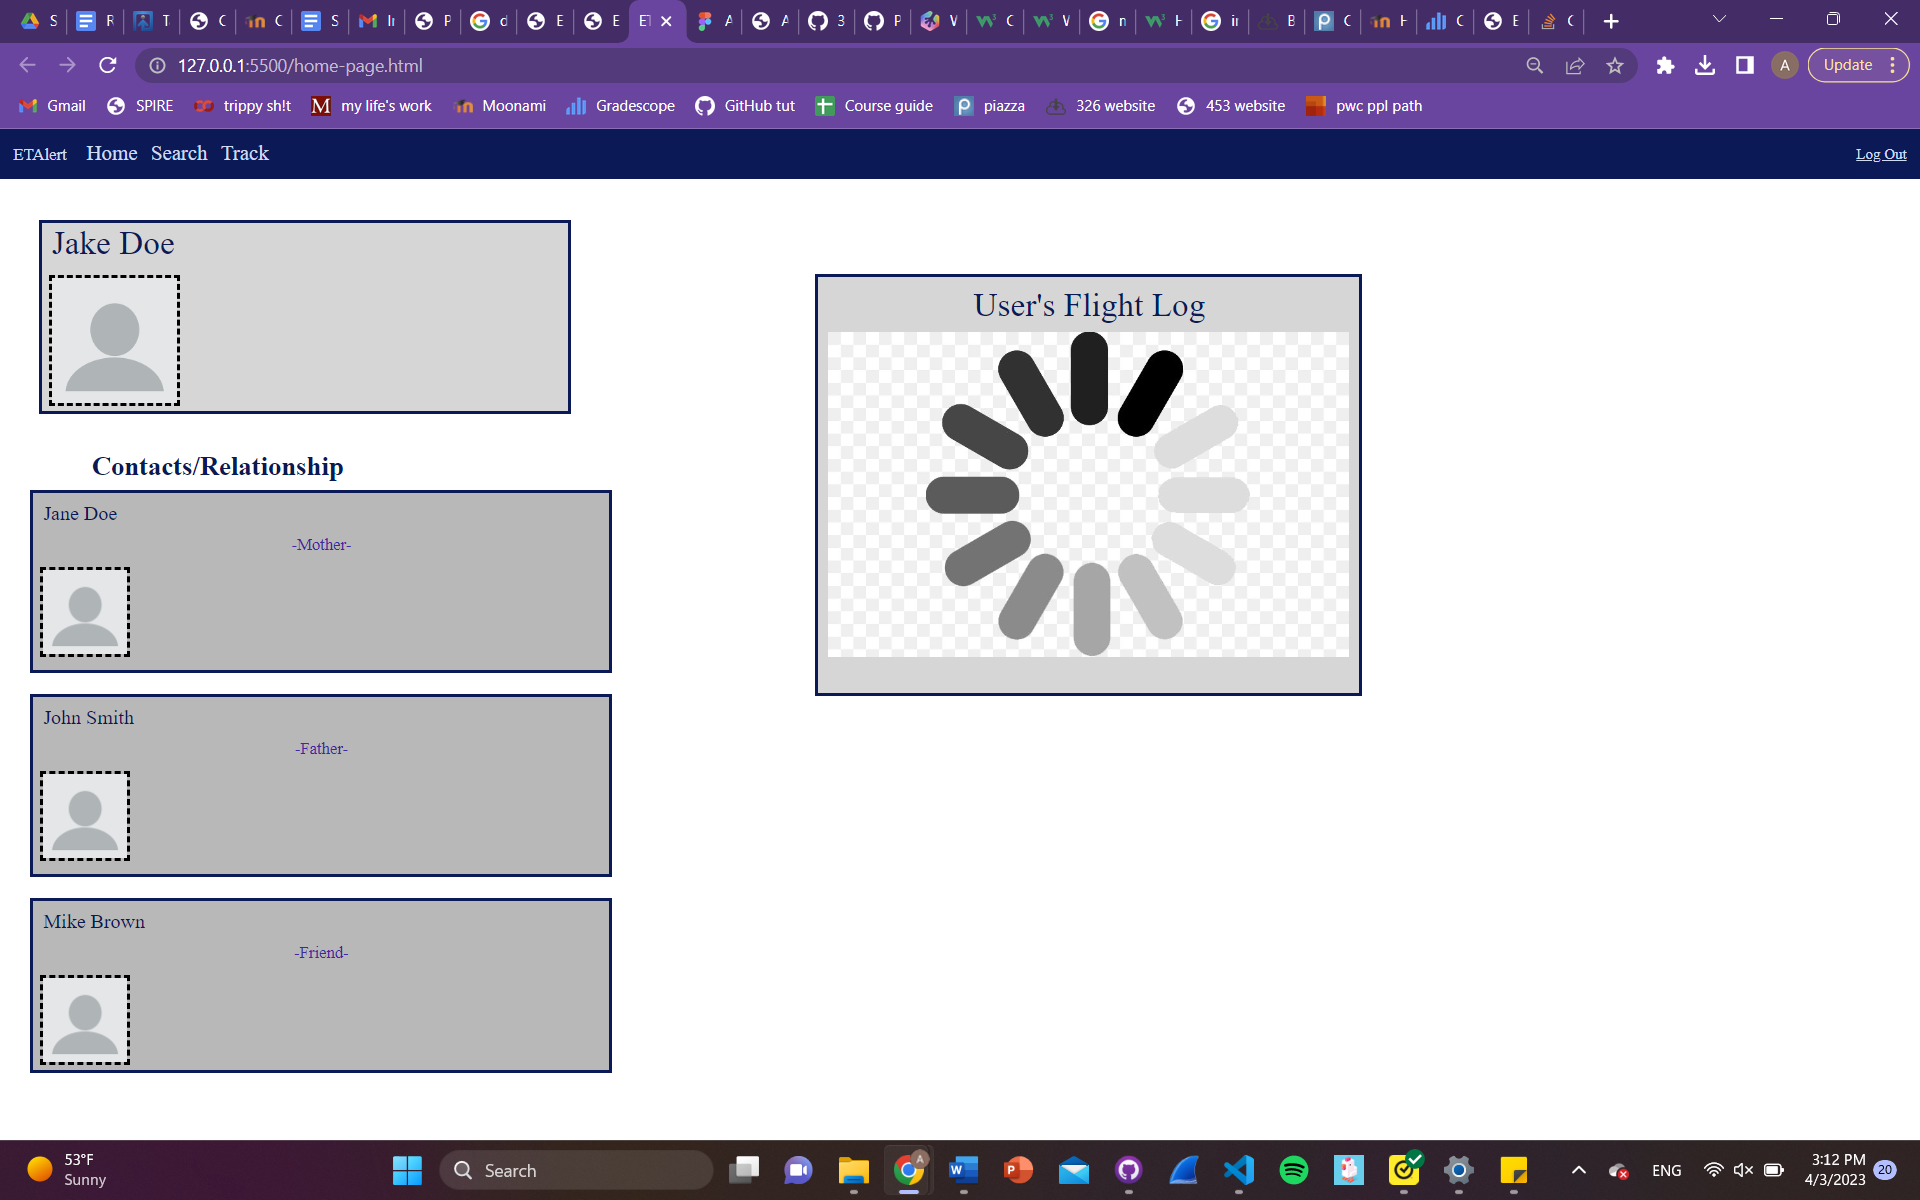 127.0.0.1:5500/home-page.html
A
Update
Gmail
SPIRE
trippy sh!t
my life's work
Moonami
Gradescope
GitHub tut
Course guide
piazza
326 website
453 website
pwc ppl path
ETAlert Home Search Track
Log Out
Jake Doe
Contacts/Relationship
Jane Doe
-Mother-
John Smith
-Father-
Mike Brown
-Friend-
User's Flight Log
53°F
Sunny
Search
ENG
3:12 PM
4/3/2023
20